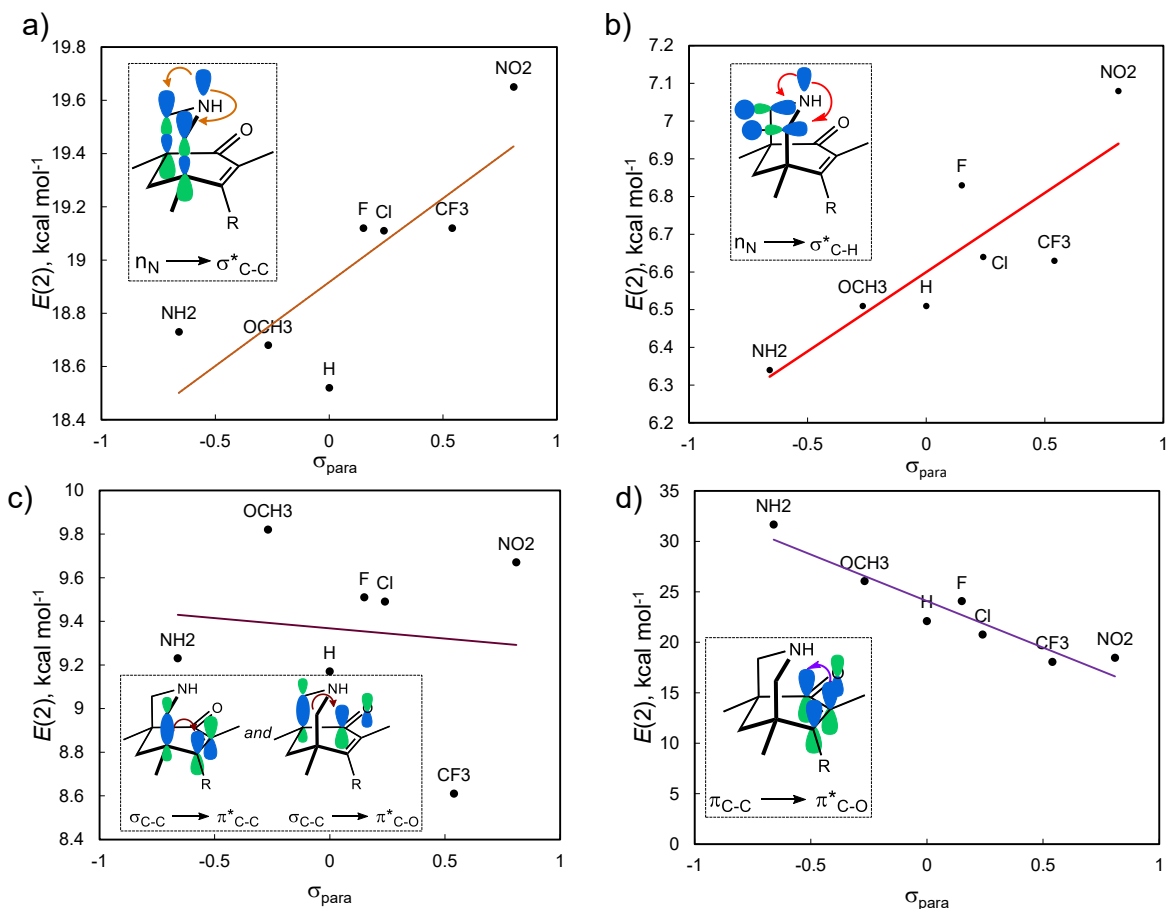 a)
E(2), kcal mol-1
19.8
19.6
19.4
19.2
19
18.8
18.6
18.4
-1
-0.5
0
0.5
1
σpara
NH
O
R
nN → σ*C-C
NH2
OCH3
H
F
Cl
CF3
NO2
b)
E(2), kcal mol-1
7.2
7.1
7
6.9
6.8
6.7
6.6
6.5
6.4
6.3
6.2
-1
-0.5
0
0.5
1
σpara
NH
O
R
nN → σ*C-H
NH2
OCH3
H
F
Cl
CF3
NO2
c)
E(2), kcal mol-1
10
9.8
9.6
9.4
9.2
9
8.8
8.6
8.4
-1
-0.5
0
0.5
1
σpara
OCH3
NO2
F
Cl
NH2
H
CF3
NH
O
R
and
NH
O
R
σC-C → π*C-C
σC-C → π*C-O
d)
E(2), kcal mol-1
35
30
25
20
15
10
5
0
-1
-0.5
0
0.5
1
σpara
NH2
OCH3
H
F
Cl
CF3
NO2
NH
O
R
πC-C → π*C-O